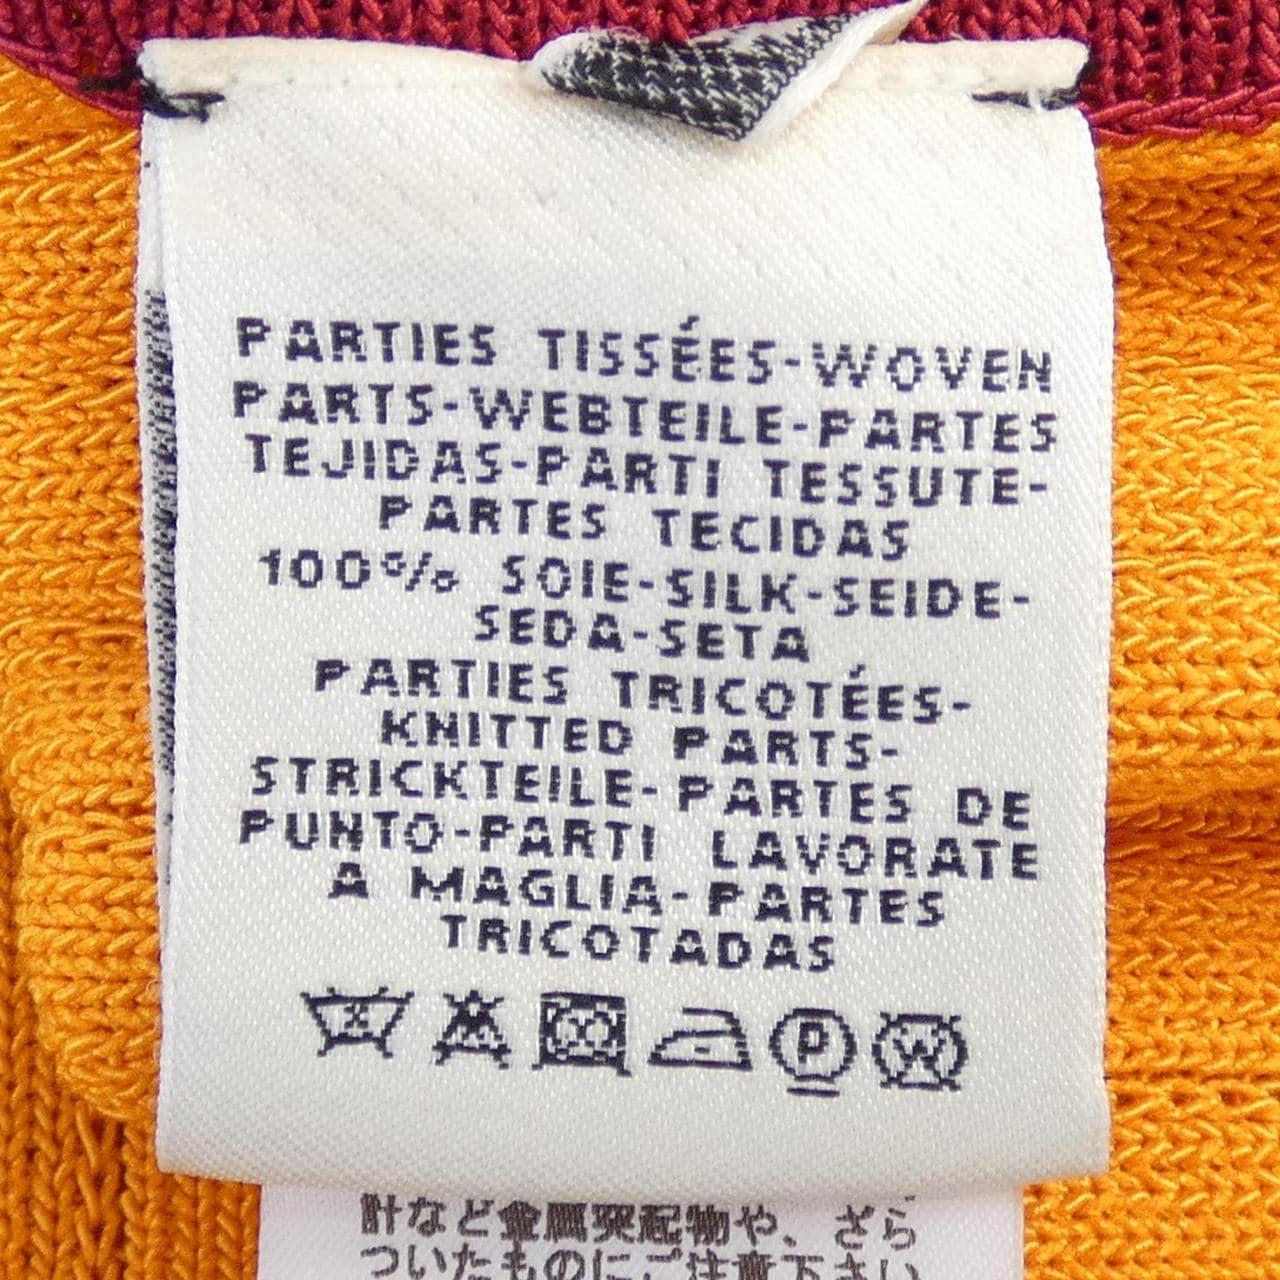 PARTIES TISSÉES-WOVEN
PARTS-WEBTEILE-PARTES
TEJIDAS-PARTI TESSUTE-
PARTES TECIDAS
100% SOIE-SILK-SEIDE-
SEDA-SETA
PARTIES TRICOTÉES-
KNITTED PARTS-
STRICKTEILE-PARTES DE
PUNTO-PARTI LAVORATE
A MAGLIA-PARTES
TRICOTADAS
P W
計など金属突起物や、ざら
ついたものにご注意下さい